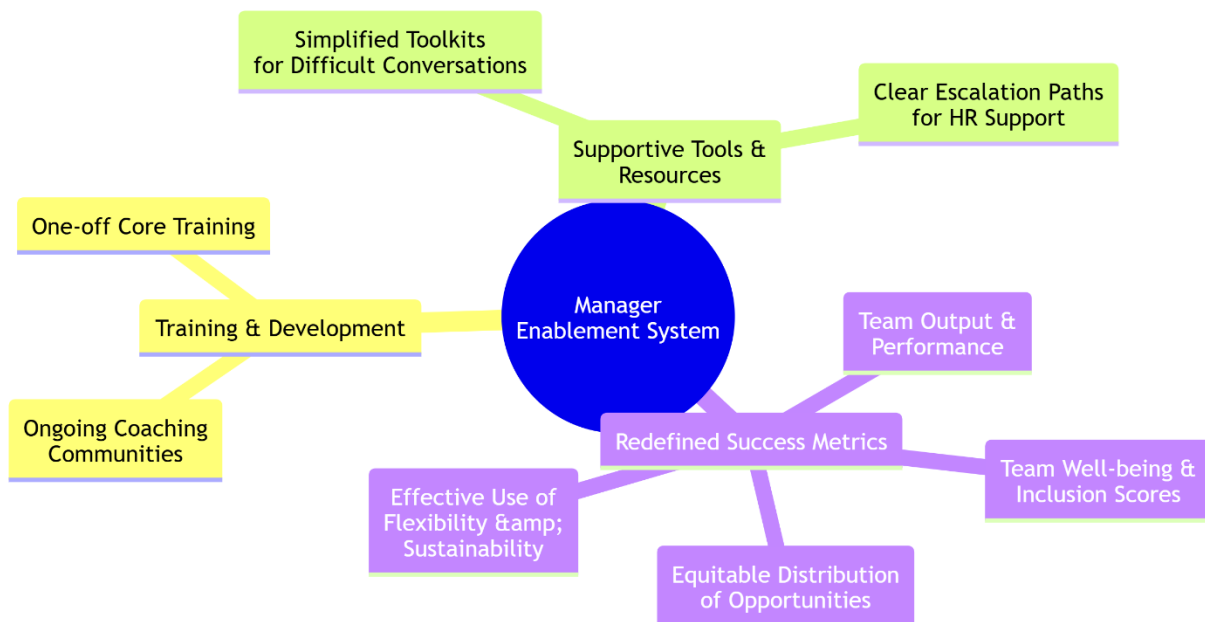 Simplified Toolkits
for Difficult Conversations
Clear Escalation Paths
for HR Support
Supportive Tools &
Resources
One-off Core Training
Training & Development
Ongoing Coaching
Communities
Manager
Enablement System
Team Output &
Performance
Redefined Success Metrics
Team Well-being &
Inclusion Scores
Effective Use of
Flexibility &amp;
Sustainability
Equitable Distribution
of Opportunities